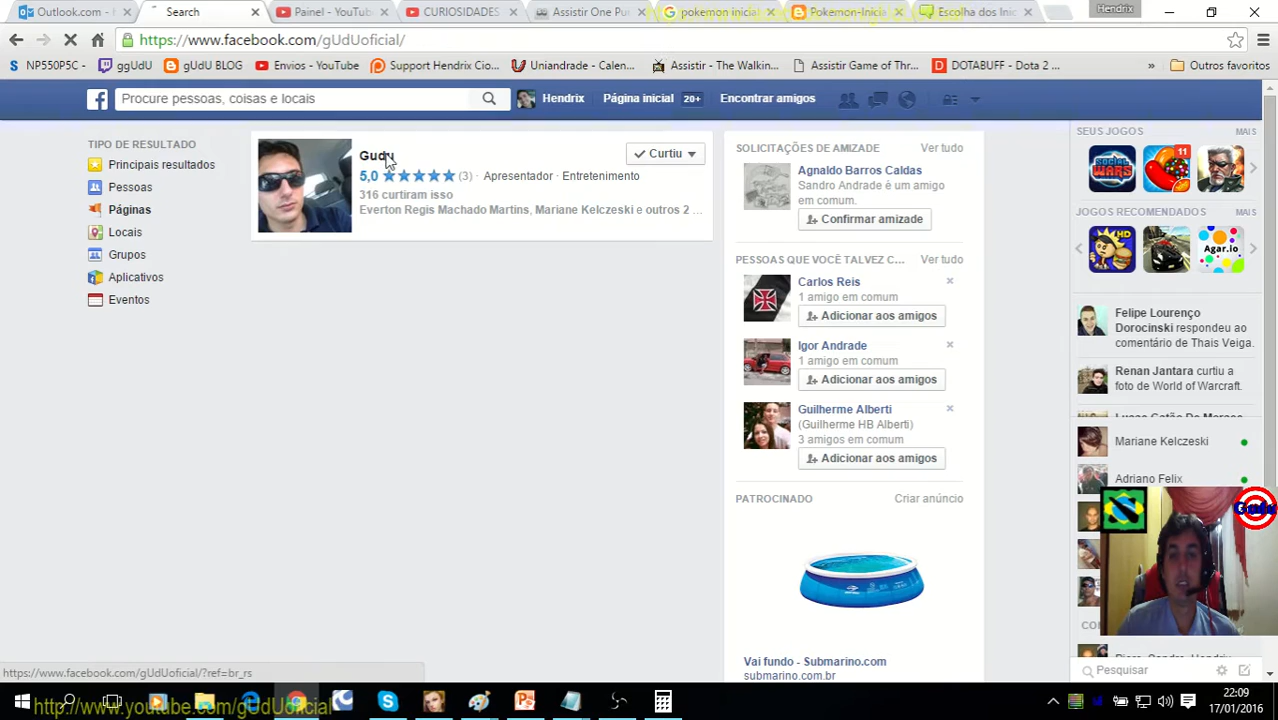 Hendrix
Outlook.com -
Search
Painel - YouTube
CURIOSIDADES
Assistir One Pun
pokemon inicial
Pokemon-Inicia
Escolha dos Inic
https://www.facebook.com/gUdUoficial/
NP550P5C -
ggUdU
gUdU BLOG
Envios - YouTube
Support Hendrix Cio...
Uniandrade - Calen...
Assistir - The Walkin...
Assistir Game of Thr...
DOTABUFF - Dota 2 ...
»
Outros favoritos
Procure pessoas, coisas e locais
Hendrix
Página inicial 20+
Encontrar amigos
TIPO DE RESULTADO
Principais resultados
Pessoas
Páginas
Locais
Grupos
Aplicativos
Eventos
Gudu
Curtiu
5,0 (3) · Apresentador · Entretenimento
316 curtiram isso
Everton Regis Machado Martins, Mariane Kelczeski e outros 2 ...
SOLICITAÇÕES DE AMIZADE Ver tudo
Agnaldo Barros Caldas
Sandro Andrade é um amigo
em comum.
Confirmar amizade
PESSOAS QUE VOCÊ TALVEZ C... Ver tudo
Carlos Reis
1 amigo em comum
Adicionar aos amigos
Igor Andrade
1 amigo em comum
Adicionar aos amigos
Guilherme Alberti
(Guilherme HB Alberti)
3 amigos em comum
Adicionar aos amigos
PATROCINADO Criar anúncio
Vai fundo - Submarino.com
submarino.com.br
SEUS JOGOS MAIS
SOCIAL WARS
11
JOGOS RECOMENDADOS MAIS
HD
Agar.io
Felipe Lourenço
Dorocinski respondeu ao
comentário de Thais Veiga.
Renan Jantara curtiu a
foto de World of Warcraft.
Mariane Kelczeski
Adriano Felix
Gudu
Pesquisar
https://www.facebook.com/gUdUoficial/?ref=br_rs
http://www.youtube.com/gUdUoficial
22:09
17/01/2016